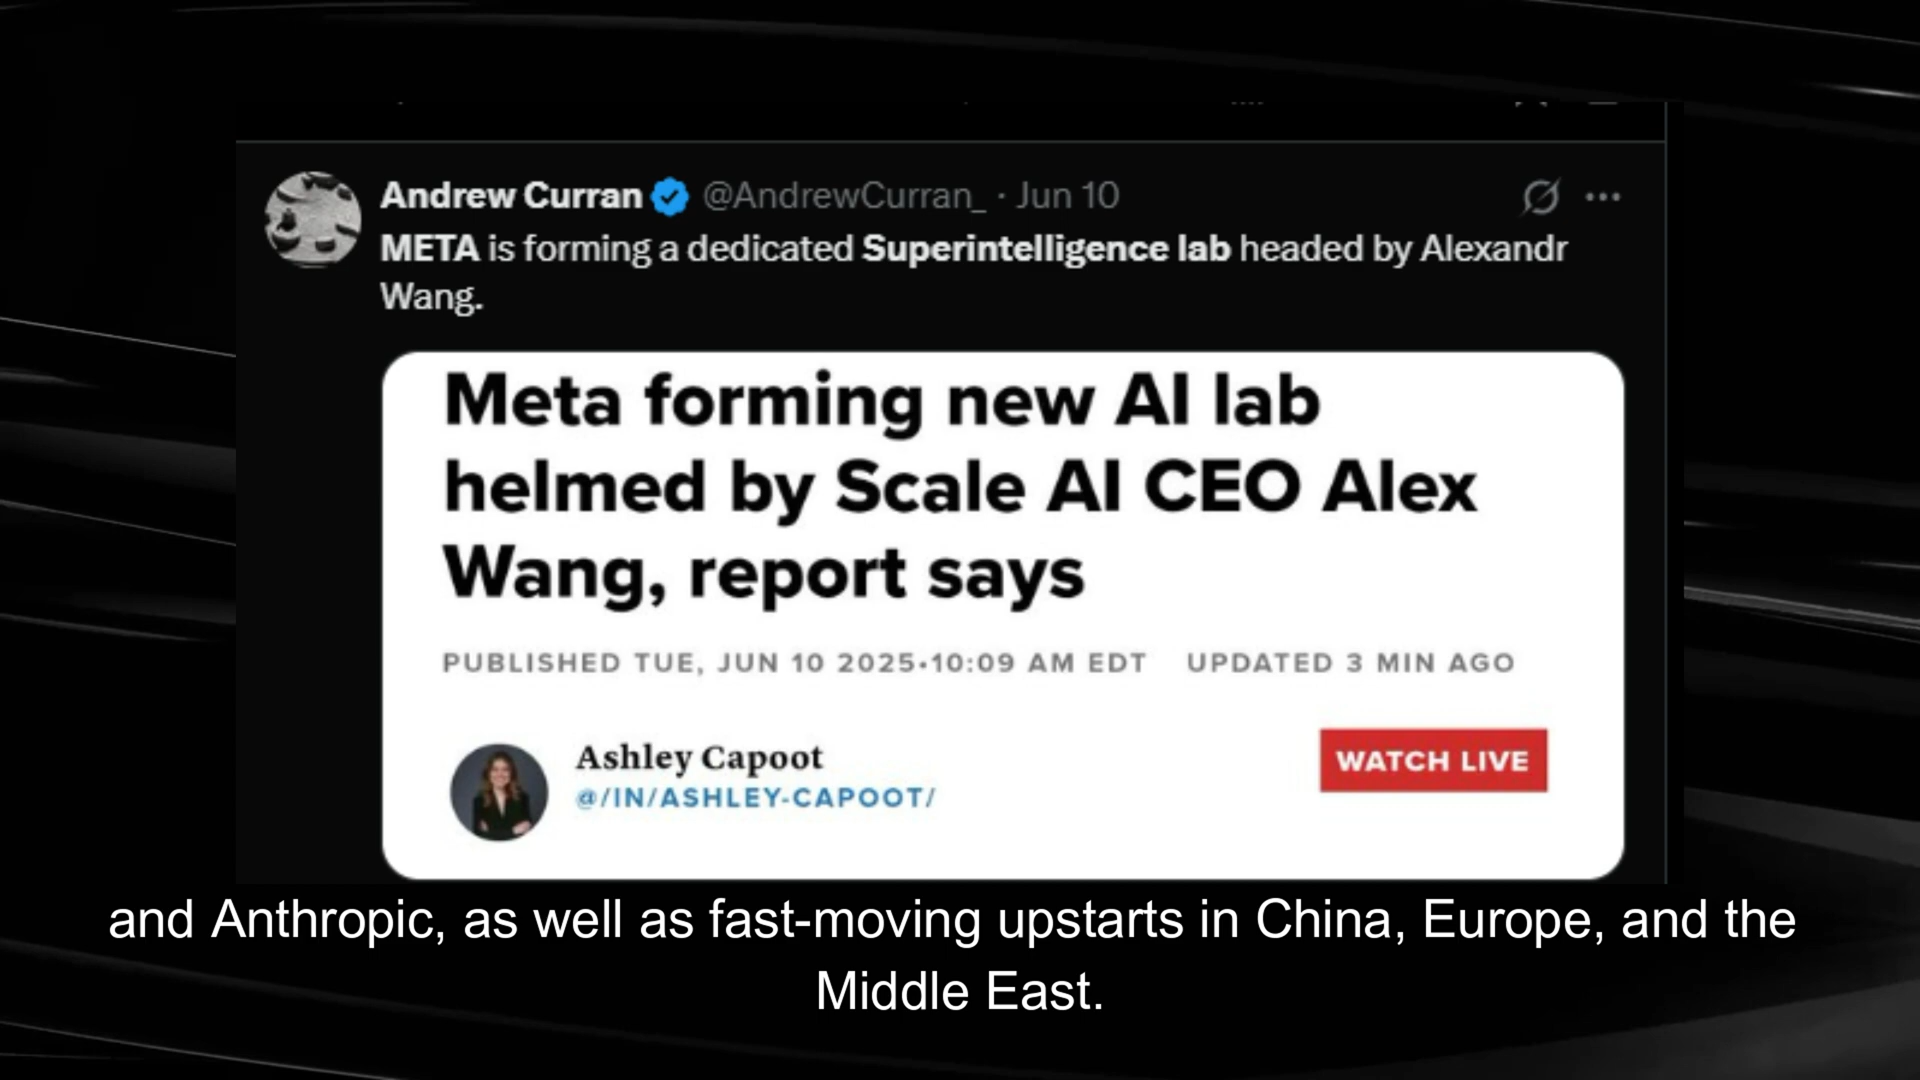 Andrew Curran @AndrewCurran_ · Jun 10
META is forming a dedicated Superintelligence lab headed by Alexandr
Wang.
Meta forming new AI lab
helmed by Scale AI CEO Alex
Wang, report says
PUBLISHED TUE, JUN 10 2025•10:09 AM EDT UPDATED 3 MIN AGO
Ashley Capoot
@/IN/ASHLEY-CAPOOT/
WATCH LIVE
and Anthropic, as well as fast-moving upstarts in China, Europe, and the
Middle East.